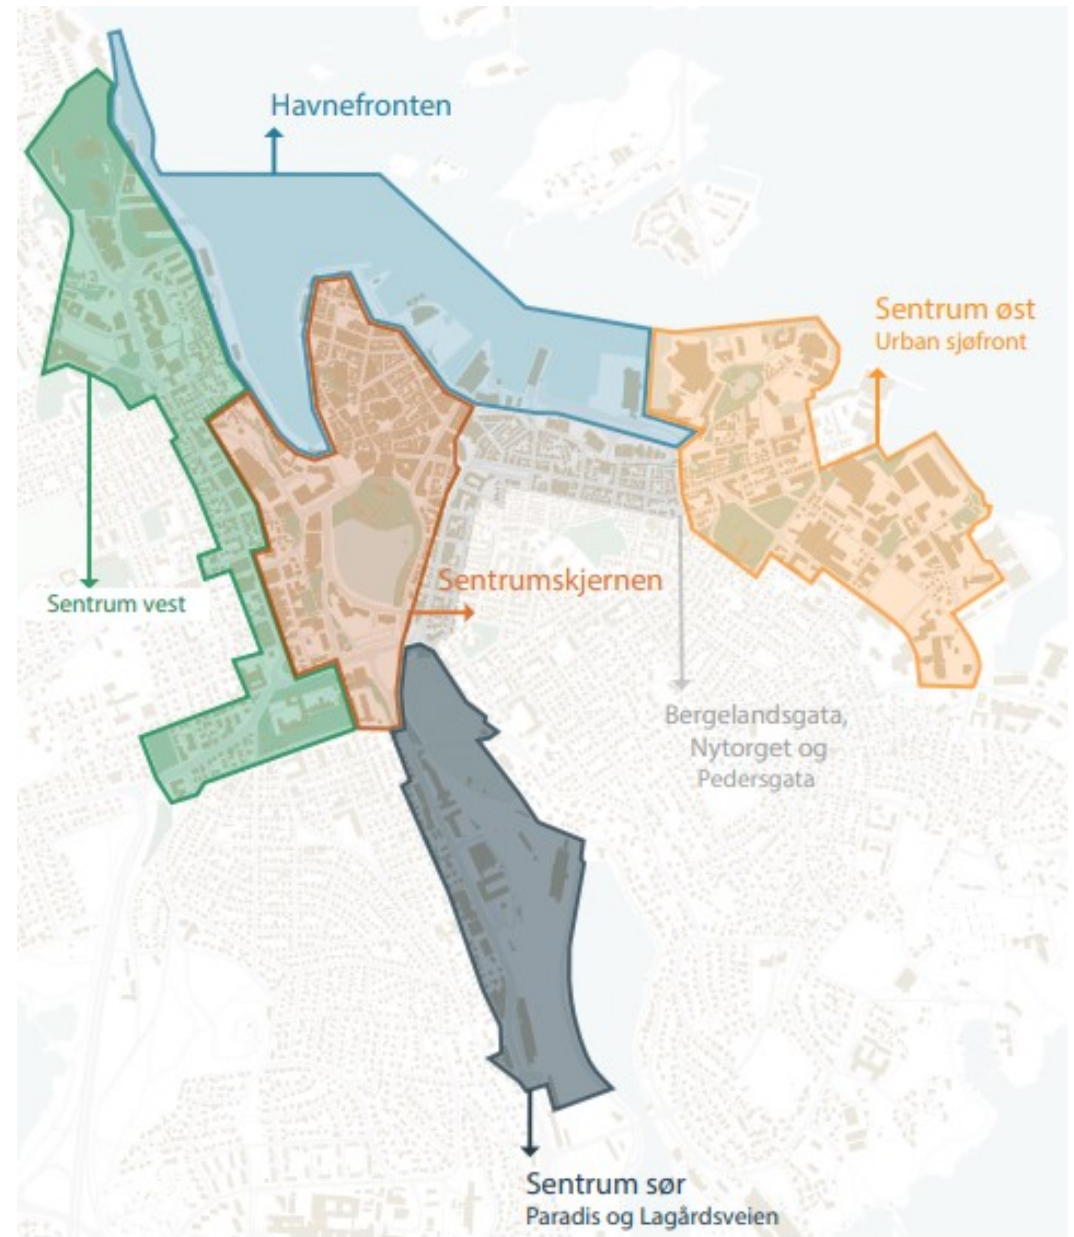 Havnefronten
Sentrum øst
Urban sjøfront
Sentrumskjernen
Sentrum vest
Bergelandsgata,
Nytorget og
Pedersgata
Sentrum sør
Paradis og Lagårdsveien